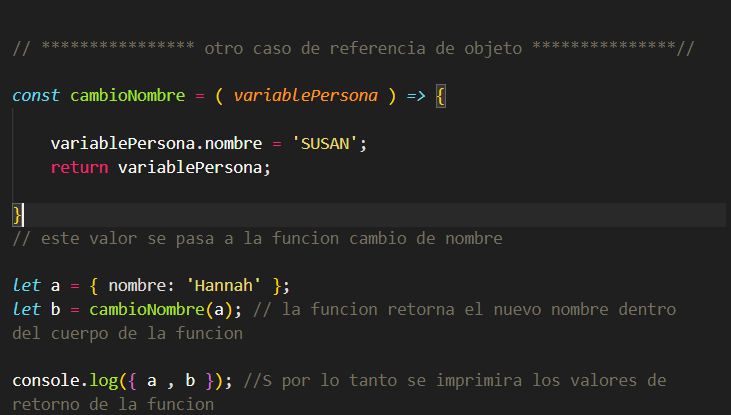 // **************** otro caso de referencia de objeto ***************//
const cambioNombre = ( variablePersona ) => {
variablePersona.nombre = 'SUSAN';
return variablePersona;
}
// este valor se pasa a la funcion cambio de nombre
let a = { nombre: 'Hannah' };
let b = cambioNombre(a); // la funcion retorna el nuevo nombre dentro
del cuerpo de la funcion
console.log({ a , b }); //S por lo tanto se imprimira los valores de
retorno de la funcion